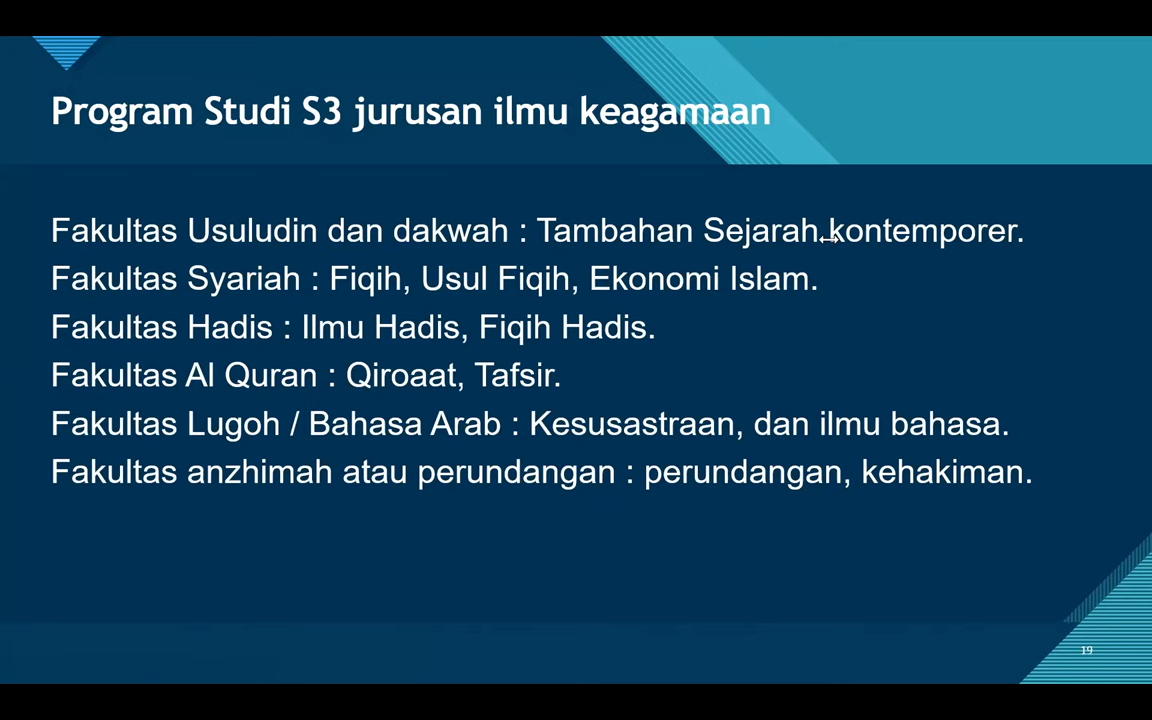 Program Studi S3 jurusan ilmu keagamaan
Fakultas Usuludin dan dakwah : Tambahan Sejarah kontemporer.
Fakultas Syariah : Fiqih, Usul Fiqih, Ekonomi Islam.
Fakultas Hadis : Ilmu Hadis, Fiqih Hadis.
Fakultas Al Quran : Qiroaat, Tafsir.
Fakultas Lugoh / Bahasa Arab : Kesusastraan, dan ilmu bahasa.
Fakultas anzhimah atau perundangan : perundangan, kehakiman.
19